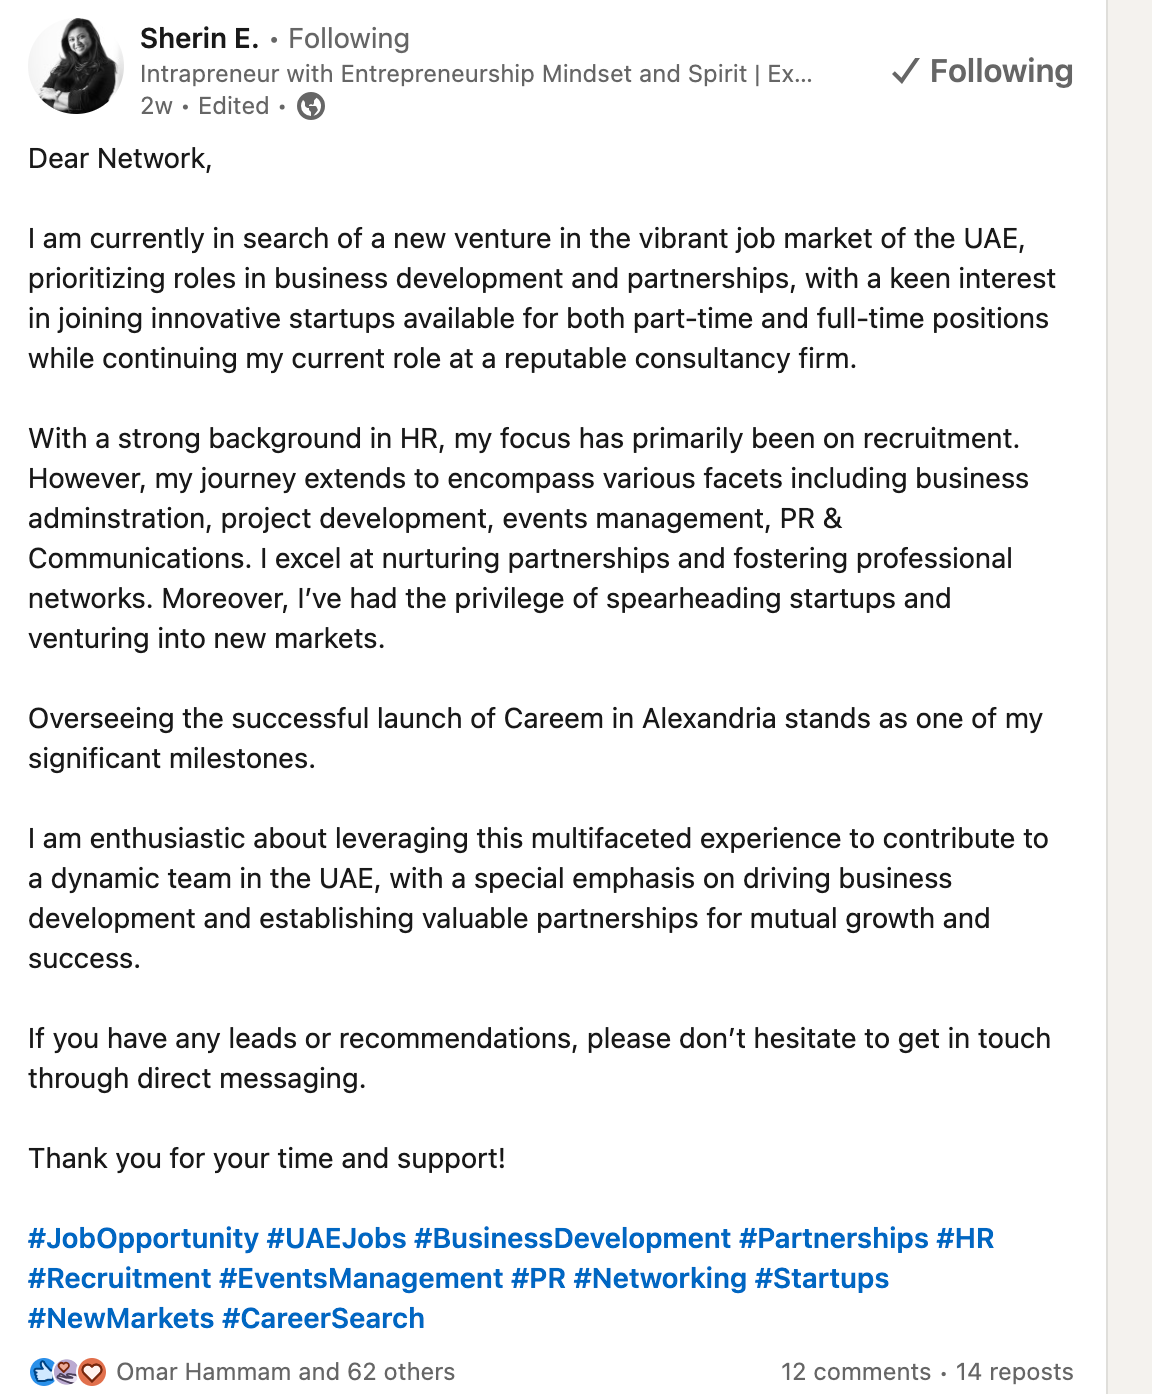 Sherin E. • Following
Intrapreneur with Entrepreneurship Mindset and Spirit | Ex...
2w • Edited •
✓ Following
Dear Network,
I am currently in search of a new venture in the vibrant job market of the UAE,
prioritizing roles in business development and partnerships, with a keen interest
in joining innovative startups available for both part-time and full-time positions
while continuing my current role at a reputable consultancy firm.
With a strong background in HR, my focus has primarily been on recruitment.
However, my journey extends to encompass various facets including business
adminstration, project development, events management, PR &
Communications. I excel at nurturing partnerships and fostering professional
networks. Moreover, I’ve had the privilege of spearheading startups and
venturing into new markets.
Overseeing the successful launch of Careem in Alexandria stands as one of my
significant milestones.
I am enthusiastic about leveraging this multifaceted experience to contribute to
a dynamic team in the UAE, with a special emphasis on driving business
development and establishing valuable partnerships for mutual growth and
success.
If you have any leads or recommendations, please don’t hesitate to get in touch
through direct messaging.
Thank you for your time and support!
#JobOpportunity #UAEJobs #BusinessDevelopment #Partnerships #HR
#Recruitment #EventsManagement #PR #Networking #Startups
#NewMarkets #CareerSearch
Omar Hammam and 62 others
12 comments • 14 reposts